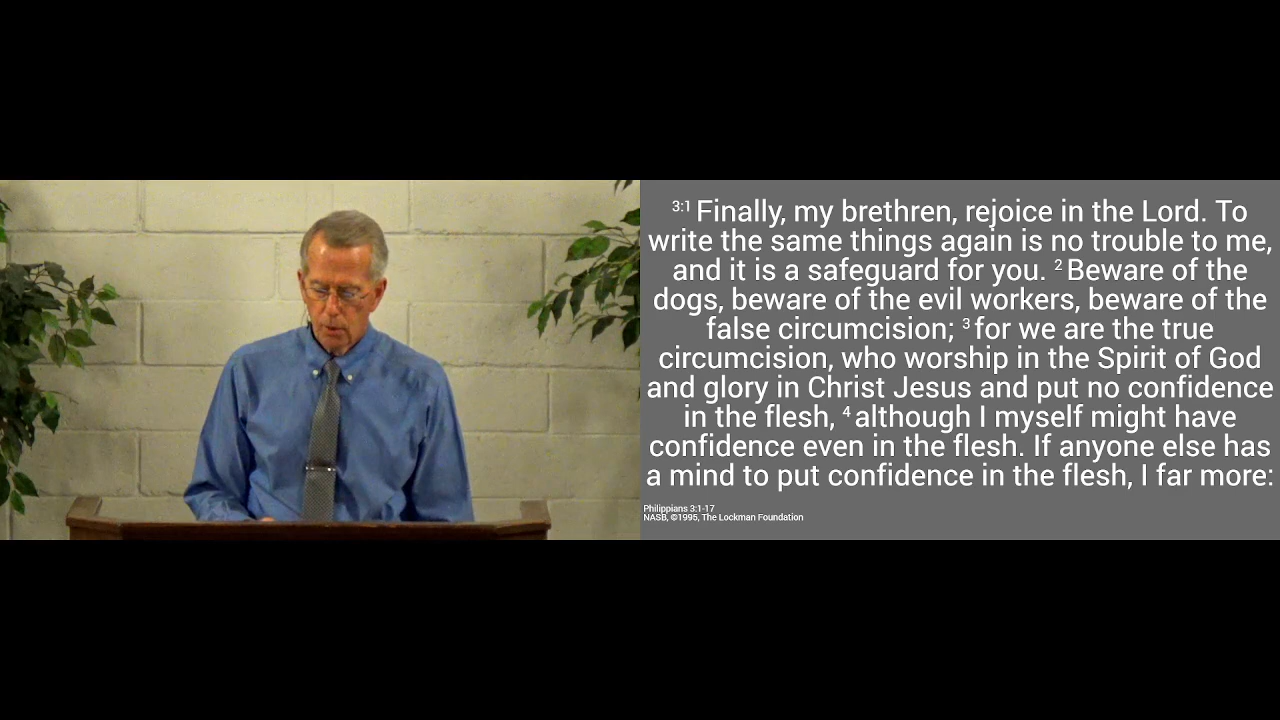 3:1 Finally, my brethren, rejoice in the Lord. To
write the same things again is no trouble to me,
and it is a safeguard for you. 2 Beware of the
dogs, beware of the evil workers, beware of the
false circumcision; 3 for we are the true
circumcision, who worship in the Spirit of God
and glory in Christ Jesus and put no confidence
in the flesh, 4 although I myself might have
confidence even in the flesh. If anyone else has
a mind to put confidence in the flesh, I far more:
Philippians 3:1-17
NASB, ©1995, The Lockman Foundation